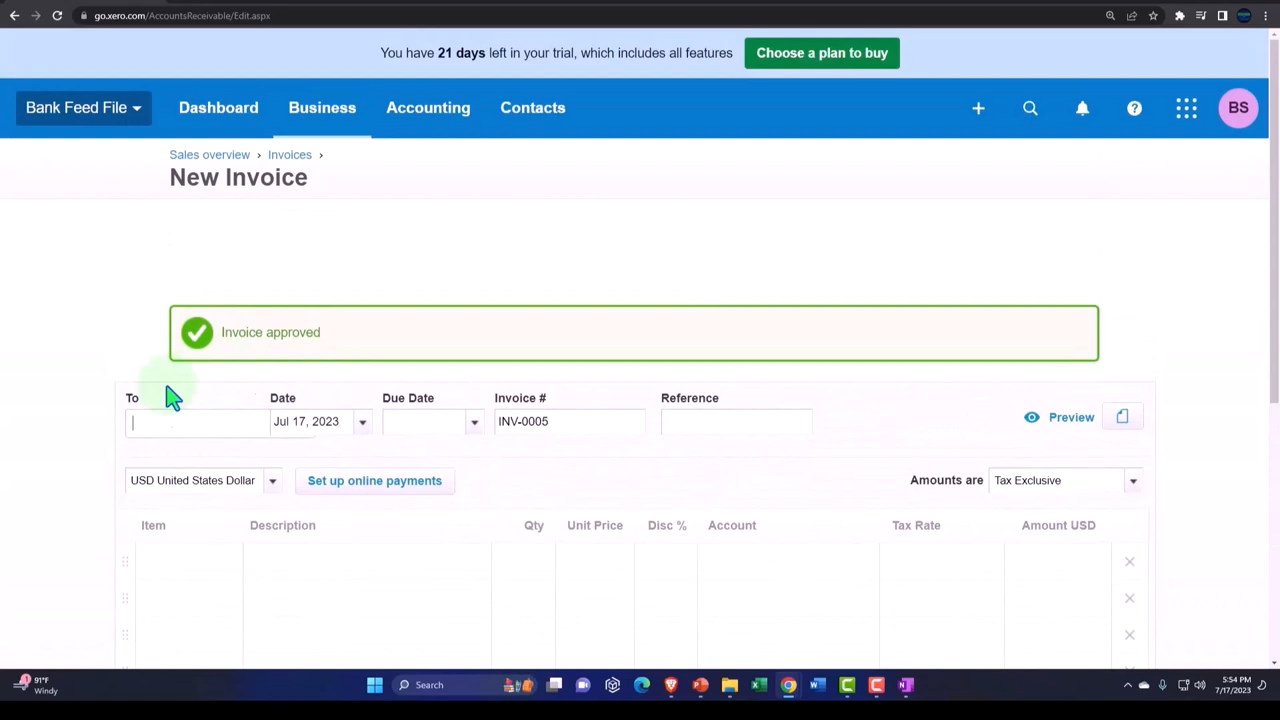 go.xero.com/AccountsReceivable/Edit.aspx
You have 21 days left in your trial, which includes all features Choose a plan to buy
Bank Feed File Dashboard Business Accounting Contacts BS
Sales overview › Invoices ›
New Invoice
Invoice approved
To Date Due Date Invoice # Reference
Jul 17, 2023 INV-0005 Preview
USD United States Dollar Set up online payments Amounts are Tax Exclusive
Item Description Qty Unit Price Disc % Account Tax Rate Amount USD
91°F
Windy
Search
5:54 PM
7/17/2023